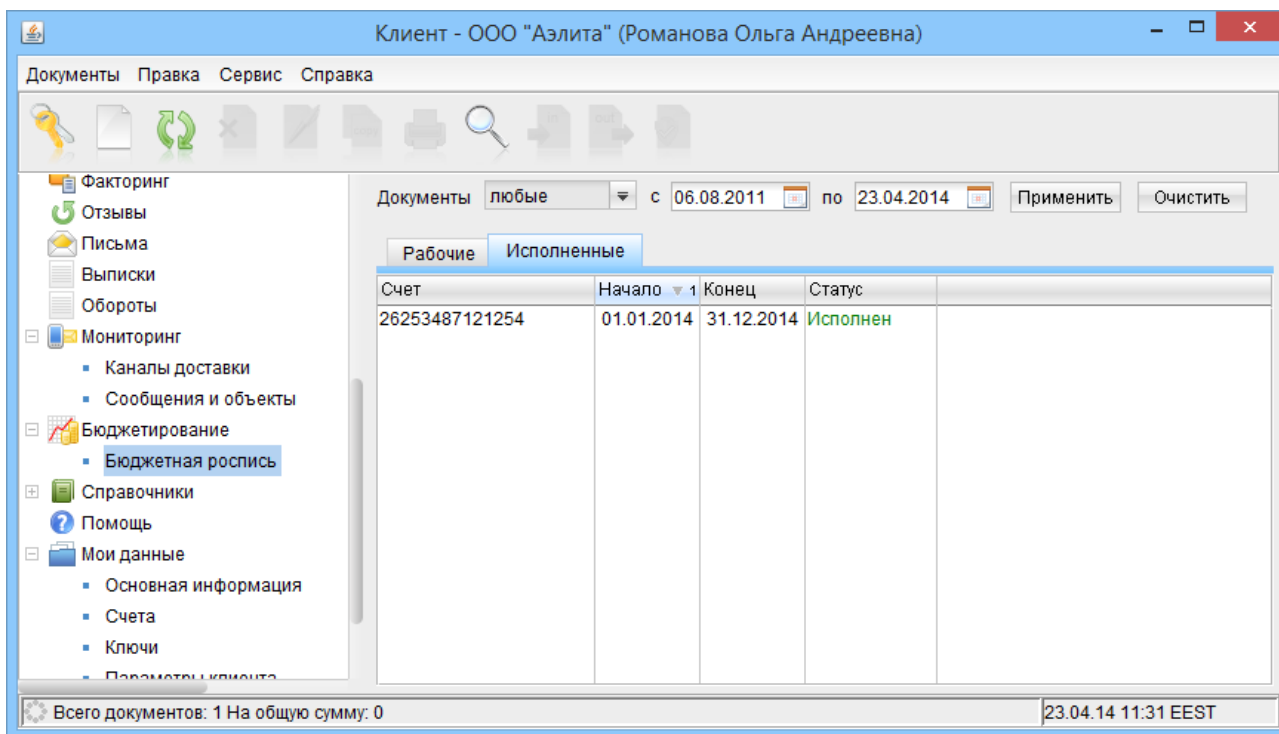 Клиент - ООО "Аэлита" (Романова Ольга Андреевна)
Документы Правка Сервис Справка
Факторинг
Отзывы
Письма
Выписки
Обороты
Мониторинг
Каналы доставки
Сообщения и объекты
Бюджетирование
Бюджетная роспись
Справочники
Помощь
Мои данные
Основная информация
Счета
Ключи
Параметры клиента
Документы любые с 06.08.2011 по 23.04.2014 Применить Очистить
Рабочие Исполненные
Счет Начало 1 Конец Статус
26253487121254 01.01.2014 31.12.2014 Исполнен
Всего документов: 1 На общую сумму: 0 23.04.14 11:31 EEST